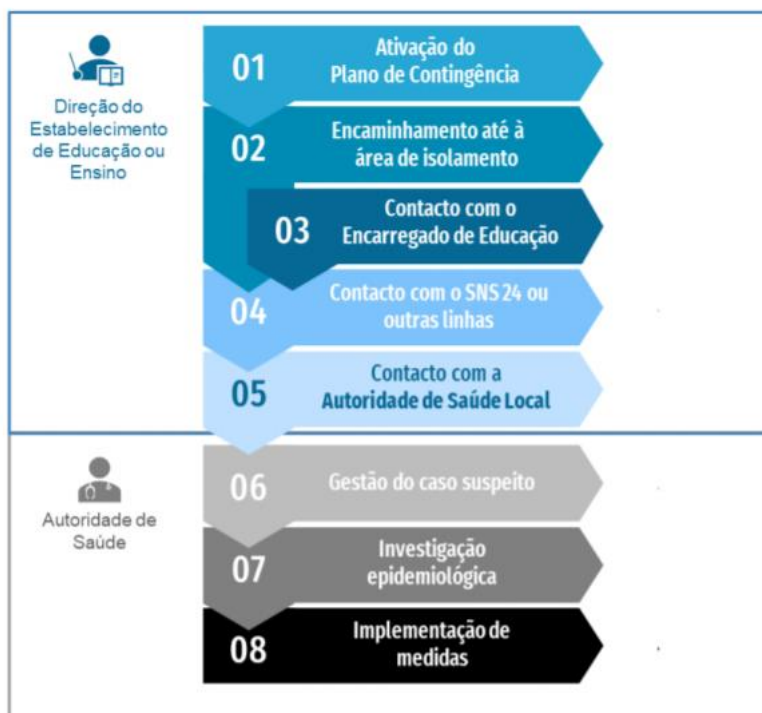 Direção do
Estabelecimento
de Educação ou
Ensino
01
Ativação do
Plano de Contingência
02
Encaminhamento até à
área de isolamento
03
Contacto com o
Encarregado de Educação
04
Contacto com o SNS 24 ou
outras linhas
05
Contacto com a
Autoridade de Saúde Local
Autoridade de
Saúde
06
Gestão do caso suspeito
07
Investigação
epidemiológica
08
Implementação de
medidas